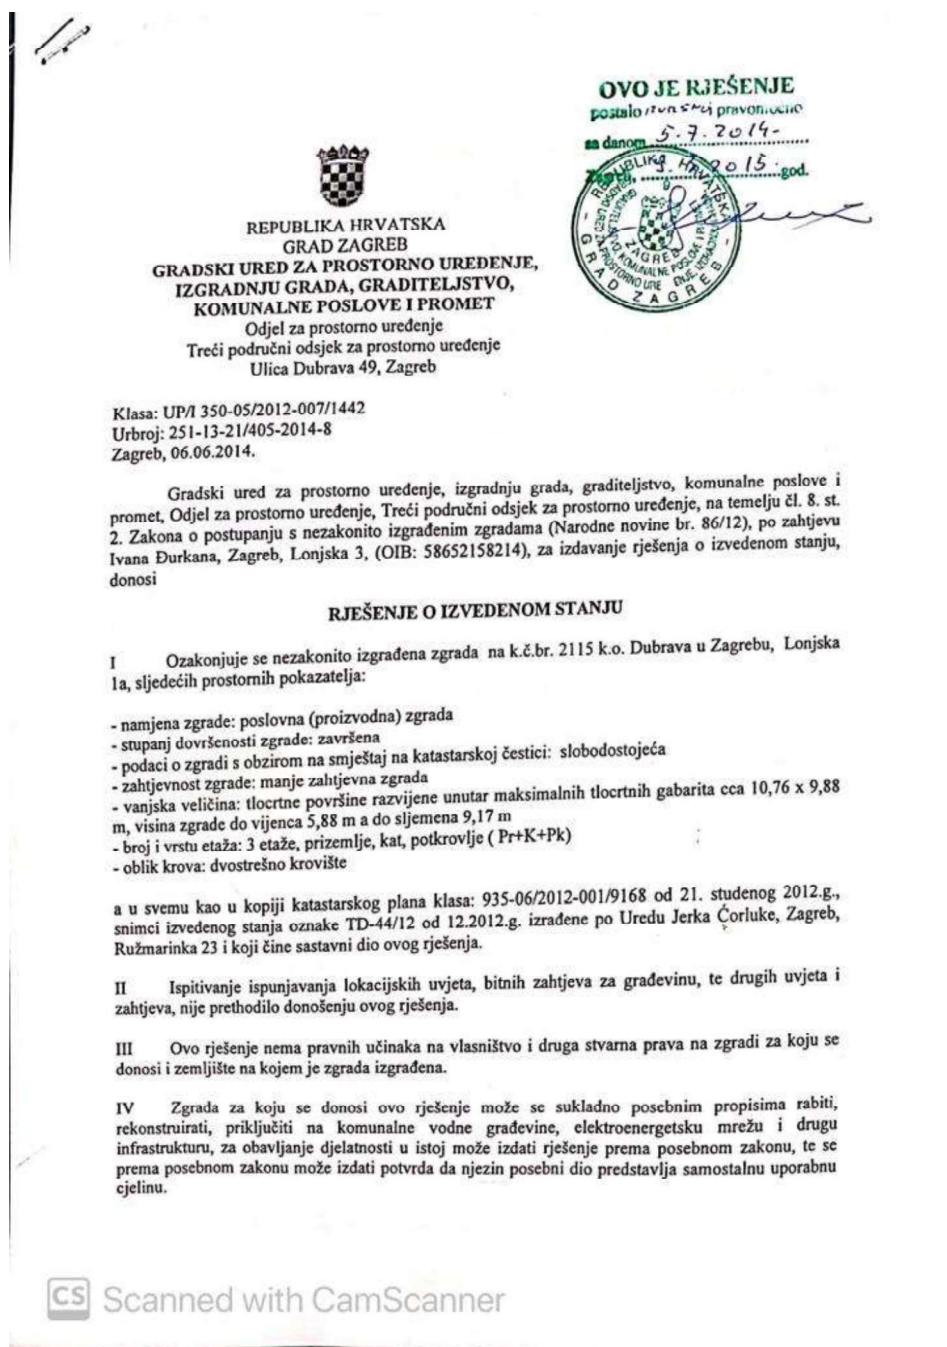 OVO JE RJEŠENJE
postalo izvršnoj pravomoćno
sa danom 5.7.2014-
Zagreb, 2015 god.
REPUBLIKA HRVATSKA
GRAD ZAGREB
ZAGREB
REPUBLIKA HRVATSKA
GRAD ZAGREB
GRADSKI URED ZA PROSTORNO UREĐENJE,
IZGRADNJU GRADA, GRADITELJSTVO,
KOMUNALNE POSLOVE I PROMET
Odjel za prostorno uređenje
Treći područni odsjek za prostorno uređenje
Ulica Dubrava 49, Zagreb
Klasa: UP/I 350-05/2012-007/1442
Urbroj: 251-13-21/405-2014-8
Zagreb, 06.06.2014.
Gradski ured za prostorno uređenje, izgradnju grada, graditeljstvo, komunalne poslove i
promet, Odjel za prostorno uređenje, Treći područni odsjek za prostorno uređenje, na temelju čl. 8. st.
2. Zakona o postupanju s nezakonito izgrađenim zgradama (Narodne novine br. 86/12), po zahtjevu
Ivana Đurkana, Zagreb, Lonjska 3, (OIB: 58652158214), za izdavanje rješenja o izvedenom stanju,
donosi
RJEŠENJE O IZVEDENOM STANJU
I Ozakonjuje se nezakonito izgrađena zgrada na k.č.br. 2115 k.o. Dubrava u Zagrebu, Lonjska
1a, sljedećih prostornih pokazatelja:
- namjena zgrade: poslovna (proizvodna) zgrada
- stupanj dovršenosti zgrade: završena
- podaci o zgradi s obzirom na smještaj na katastarskoj čestici: slobodostojeća
- zahtjevnost zgrade: manje zahtjevna zgrada
- vanjska veličina: tlocrtne površine razvijene unutar maksimalnih tlocrtnih gabarita cca 10,76 x 9,88
m, visina zgrade do vijenca 5,88 m a do sljemena 9,17 m
- broj i vrstu etaža: 3 etaže, prizemlje, kat, potkrovlje ( Pr+K+Pk)
- oblik krova: dvostrešno krovište
a u svemu kao u kopiji katastarskog plana klasa: 935-06/2012-001/9168 od 21. studenog 2012.g.,
snimci izvedenog stanja oznake TD-44/12 od 12.2012.g. izrađene po Uredu Jerka Ćorluke, Zagreb,
Ružmarinka 23 i koji čine sastavni dio ovog rješenja.
II Ispitivanje ispunjavanja lokacijskih uvjeta, bitnih zahtjeva za građevinu, te drugih uvjeta i
zahtjeva, nije prethodilo donošenju ovog rješenja.
III Ovo rješenje nema pravnih učinaka na vlasništvo i druga stvarna prava na zgradi za koju se
donosi i zemljište na kojem je zgrada izgrađena.
IV Zgrada za koju se donosi ovo rješenje može se sukladno posebnim propisima rabiti,
rekonstruirati, priključiti na komunalne vodne građevine, elektroenergetsku mrežu i drugu
infrastrukturu, za obavljanje djelatnosti u istoj može izdati rješenje prema posebnom zakonu, te se
prema posebnom zakonu može izdati potvrda da njezin posebni dio predstavlja samostalnu uporabnu
cjelinu.
CS Scanned with CamScanner